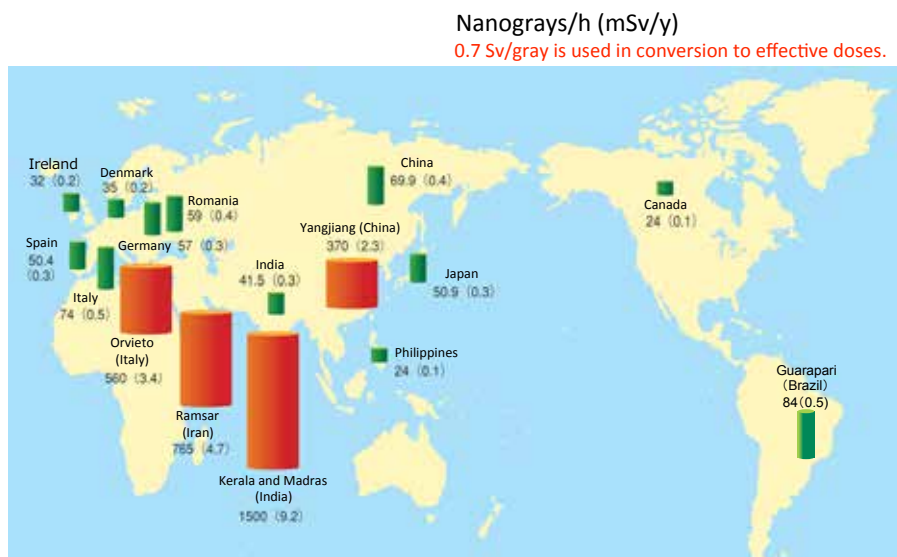 Nanograys/h (mSv/y)
0.7 Sv/gray is used in conversion to effective doses.
Ireland
32 (0.2)
Denmark
35 (0.2)
Romania
59 (0.4)
Germany 57 (0.3)
Spain
50.4
(0.3)
Italy
74 (0.5)
Orvieto
(Italy)
560 (3.4)
Ramsar
(Iran)
765 (4.7)
Kerala and Madras
(India)
1500 (9.2)
India
41.5 (0.3)
China
69.9 (0.4)
Yangjiang (China)
370 (2.3)
Japan
50.9 (0.3)
Philippines
24 (0.1)
Canada
24 (0.1)
Guarapari
(Brazil)
84(0.5)